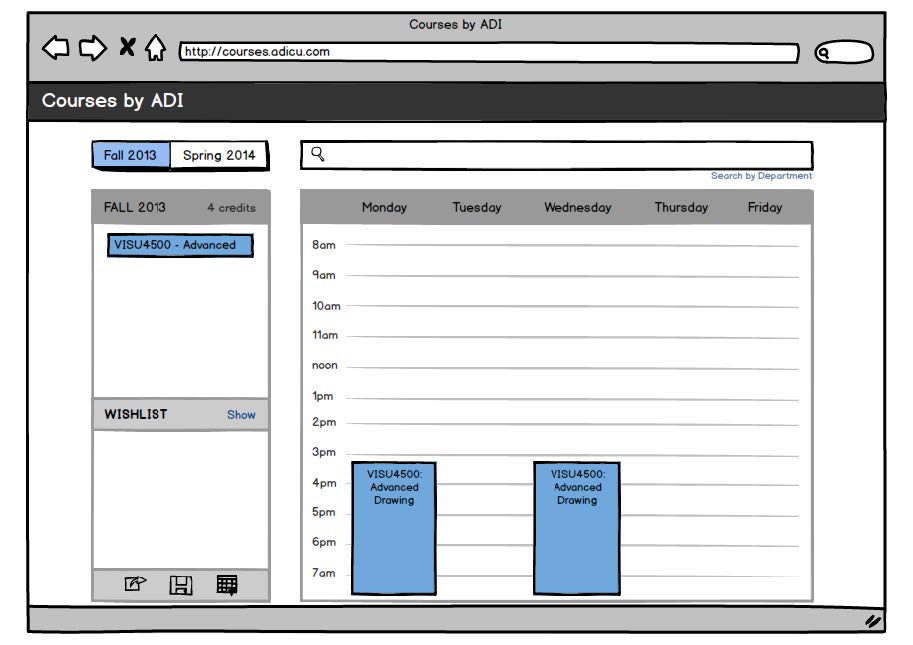 Courses by ADI
http://courses.adicu.com
Courses by ADI
Fall 2013 Spring 2014
Search by Department
FALL 2013 4 credits
VISU4500 - Advanced
WISHLIST Show
Monday Tuesday Wednesday Thursday Friday
8am
9am
10am
11am
noon
1pm
2pm
3pm
4pm
5pm
6pm
7am
VISU4500:
Advanced
Drawing
VISU4500:
Advanced
Drawing